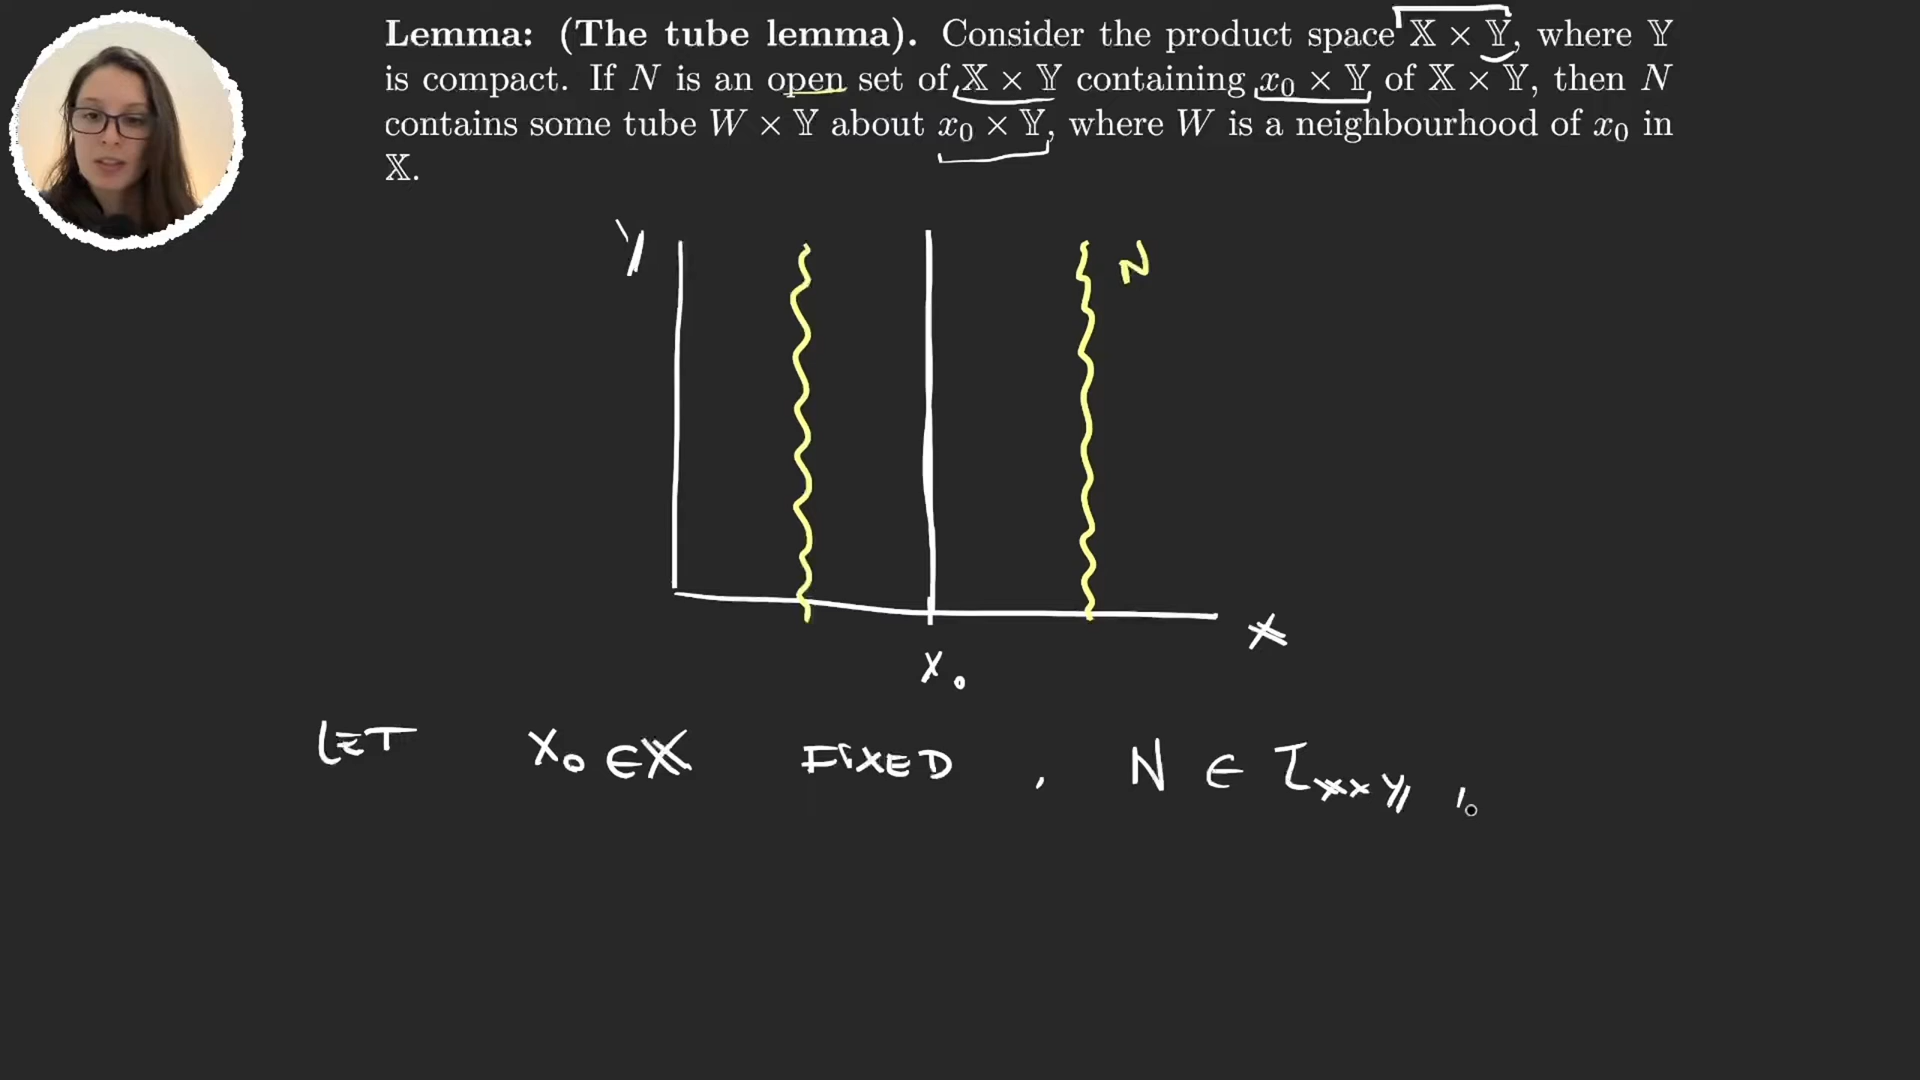 Lemma: (The tube lemma). Consider the product space 𝕏 × 𝕐, where 𝕐
is compact. If N is an open set of 𝕏 × 𝕐 containing x₀ × 𝕐 of 𝕏 × 𝕐, then N
contains some tube W × 𝕐 about x₀ × 𝕐, where W is a neighbourhood of x₀ in
𝕏.
𝕐 N
𝕏
x₀
LET x₀ ∈ 𝕏 FIXED , N ∈ τ𝕏×𝕐